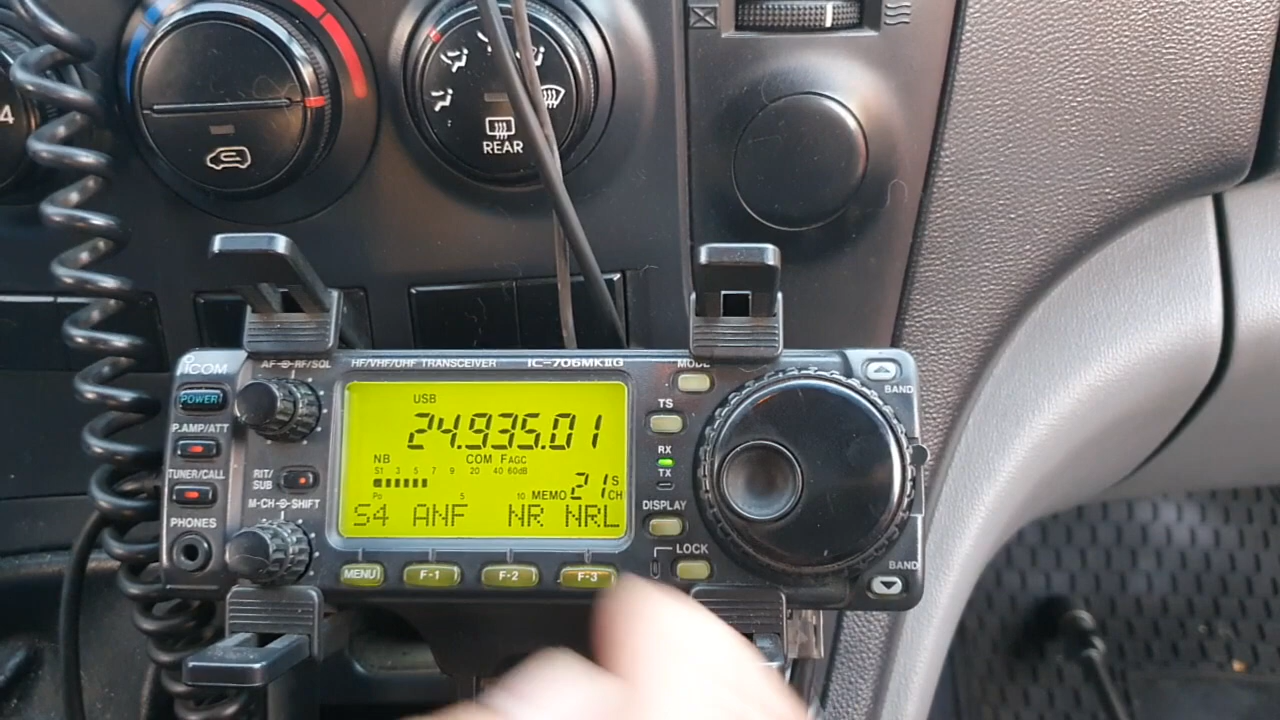 4
REAR
ICOM
AF RF/SQL
HF/VHF/UHF TRANSCEIVER
IC-706MKIIG
MODE
BAND
POWER
USB
24.935.01
TS
P.AMP/ATT
NB COM FAGC
RX
S1 3 5 7 9 20 40 60dB
TX
TUNER/CALL
RIT/
SUB
21 S
CH
Po 5 10 MEMO
M-CH SHIFT
DISPLAY
S4 ANF NR NRL
PHONES
LOCK
MENU F-1 F-2 F-3
BAND